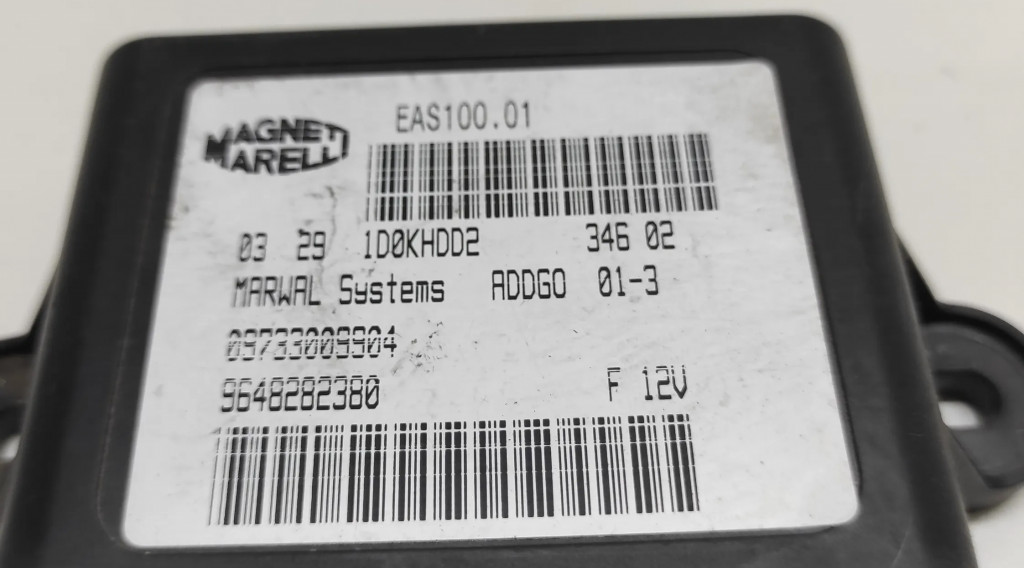 MAGNETI MARELLI
EAS100.01
03 29 1D0KHDD2 346 02
MARWAL Systems ADDGO 01-3
09733009904
9648282380 F 12V